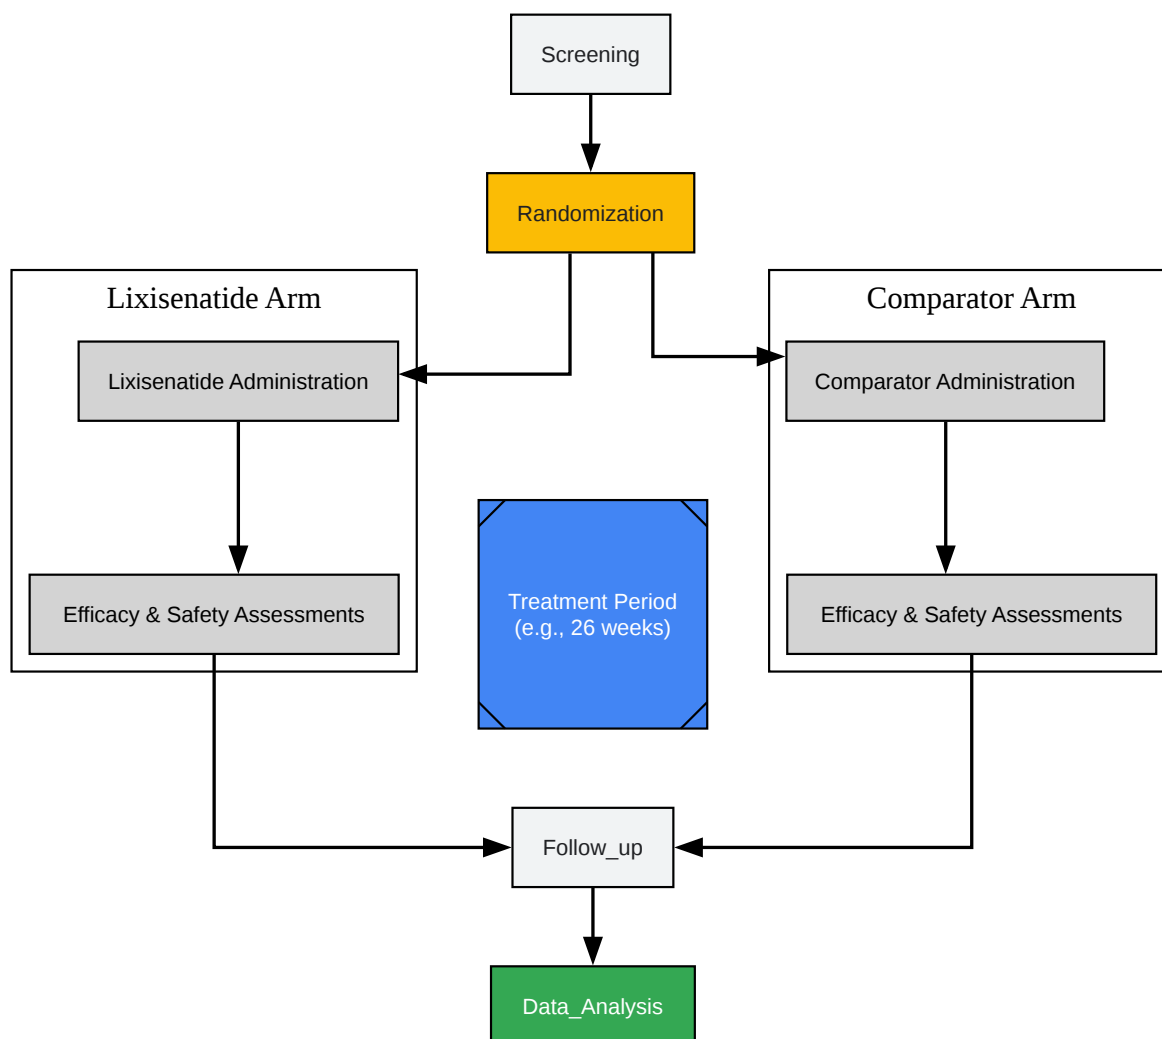 Screening
Randomization
Lixisenatide Arm
Lixisenatide Administration
Efficacy & Safety Assessments
Comparator Arm
Comparator Administration
Efficacy & Safety Assessments
Treatment Period
(e.g., 26 weeks)
Follow_up
Data_Analysis